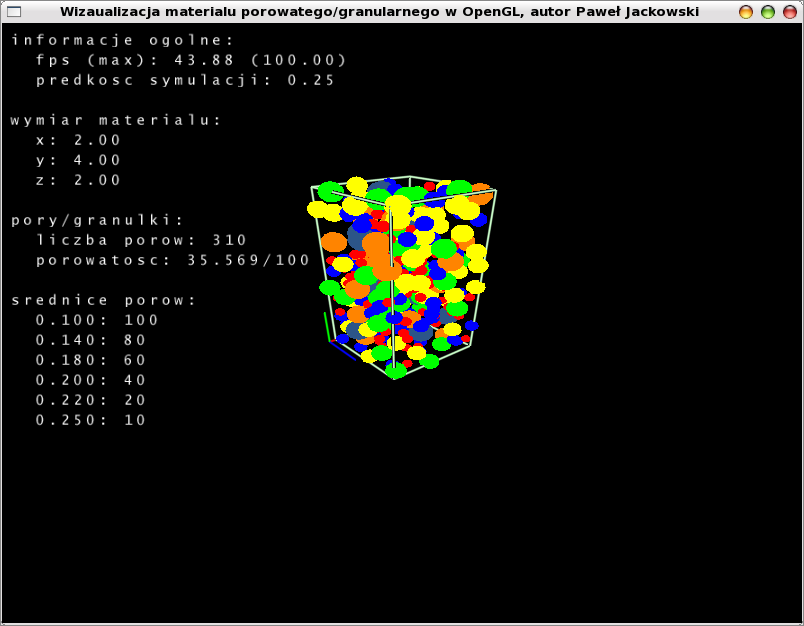 Wizaualizacja materialu porowatego/granularnego w OpenGL, autor Paweł Jackowski
informacje ogolne:
fps (max): 43.88 (100.00)
predkosc symulacji: 0.25
wymiar materialu:
x: 2.00
y: 4.00
z: 2.00
pory/granulki:
liczba porow: 310
porowatosc: 35.569/100
srednice porow:
0.100: 100
0.140: 80
0.180: 60
0.200: 40
0.220: 20
0.250: 10